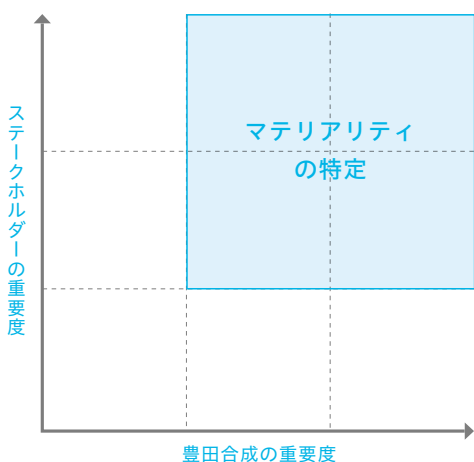 マテリアリティ
の特定
ステークホルダーの重要度
豊田合成の重要度